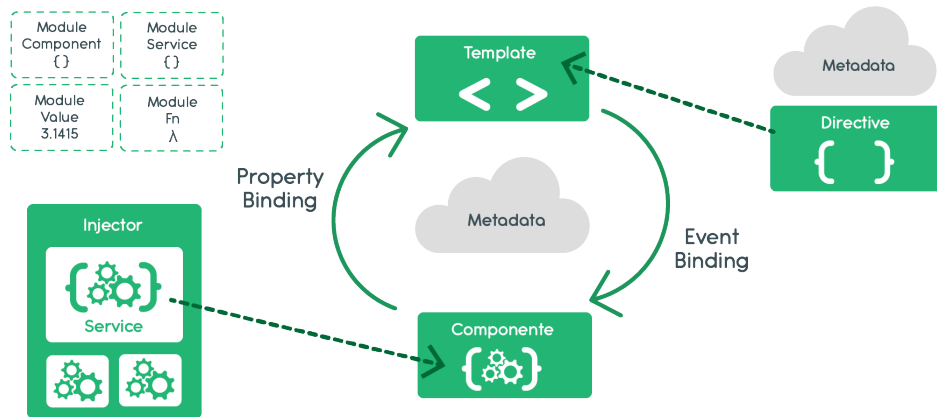 Module
Component
{}
Module
Service
{}
Module
Value
3.1415
Module
Fn
λ
Template
< >
Metadata
Directive
{ }
Property
Binding
Metadata
Event
Binding
Injector
{ }
Service
Componente
{ }